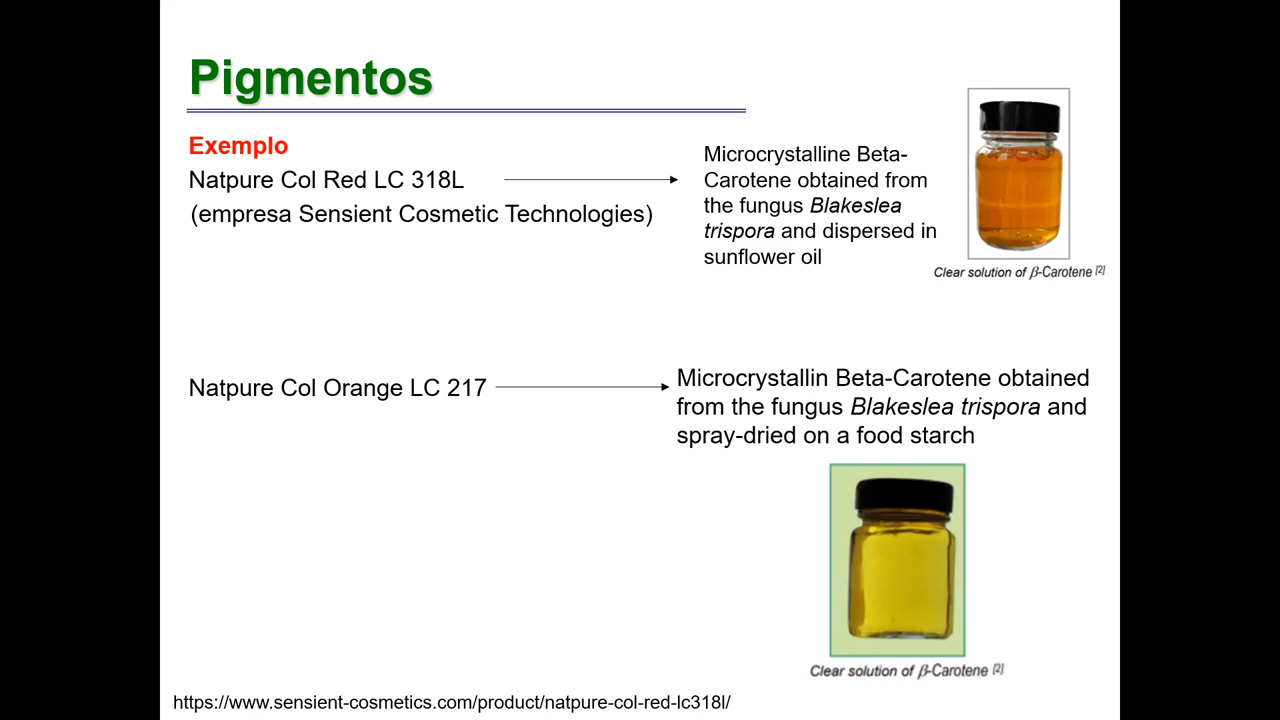 Pigmentos
Exemplo
Natpure Col Red LC 318L
(empresa Sensient Cosmetic Technologies)
Microcrystalline Beta-
Carotene obtained from
the fungus Blakeslea
trispora and dispersed in
sunflower oil
Clear solution of β-Carotene [2]
Natpure Col Orange LC 217
Microcrystallin Beta-Carotene obtained
from the fungus Blakeslea trispora and
spray-dried on a food starch
Clear solution of β-Carotene [2]
https://www.sensient-cosmetics.com/product/natpure-col-red-lc318l/